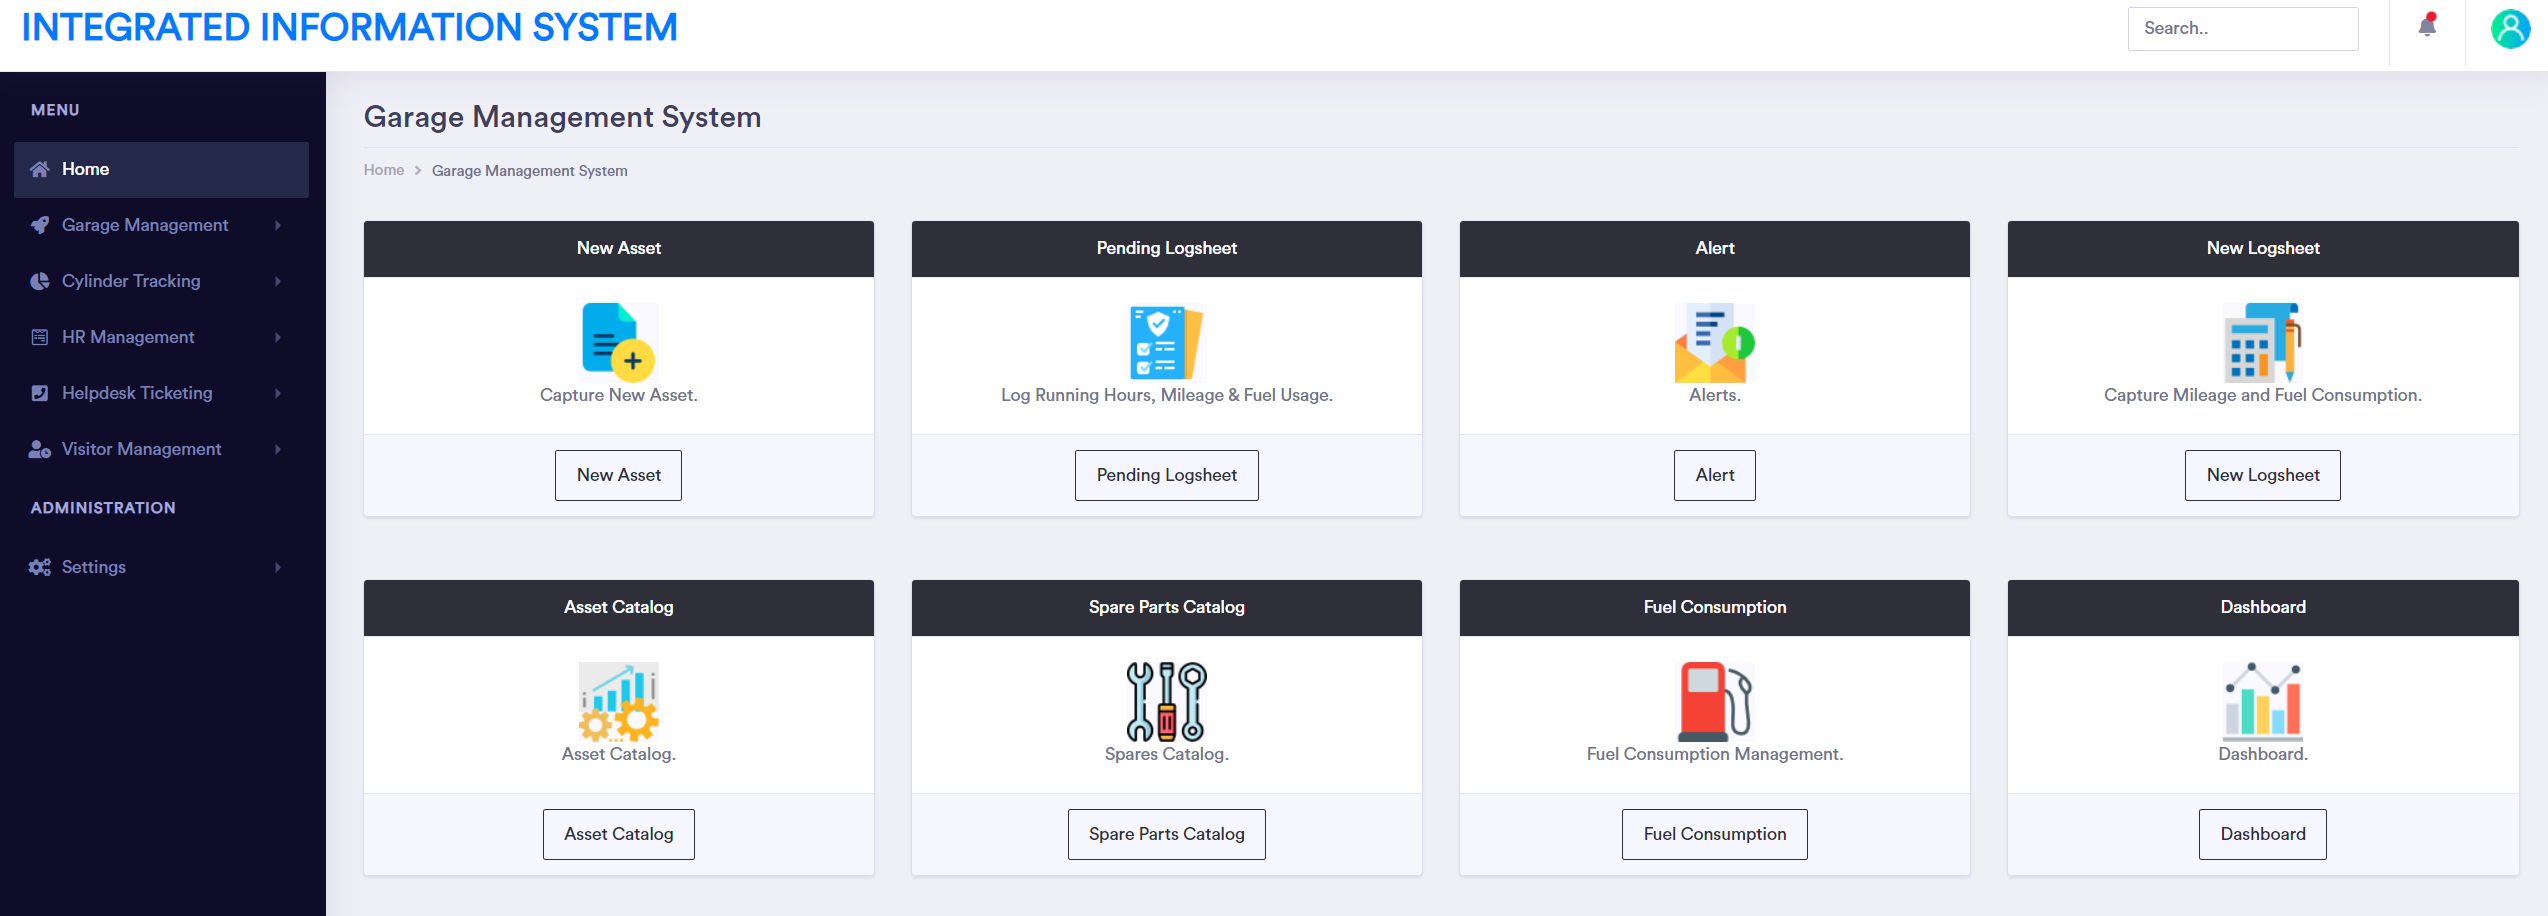 INTEGRATED INFORMATION SYSTEM
Search..
MENU
Home
Garage Management
Cylinder Tracking
HR Management
Helpdesk Ticketing
Visitor Management
ADMINISTRATION
Settings
Garage Management System
Home > Garage Management System
New Asset
Capture New Asset.
New Asset
Pending Logsheet
Log Running Hours, Mileage & Fuel Usage.
Pending Logsheet
Alert
Alerts.
Alert
New Logsheet
Capture Mileage and Fuel Consumption.
New Logsheet
Asset Catalog
Asset Catalog.
Asset Catalog
Spare Parts Catalog
Spares Catalog.
Spare Parts Catalog
Fuel Consumption
Fuel Consumption Management.
Fuel Consumption
Dashboard
Dashboard.
Dashboard